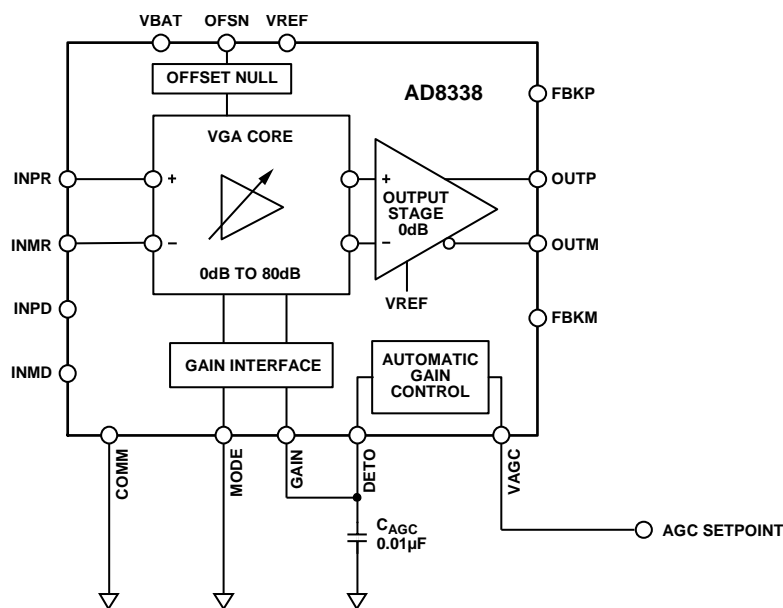 VBAT OFSN VREF
OFFSET NULL
AD8338
FBKP
VGA CORE
INPR
+
+
OUTPUT
STAGE
0dB
OUTP
INMR
−
−
OUTM
0dB TO 80dB
VREF
INPD
FBKM
GAIN INTERFACE
AUTOMATIC
GAIN
CONTROL
INMD
COMM
MODE
GAIN
DETO
VAGC
CAGC
0.01µF
AGC SETPOINT